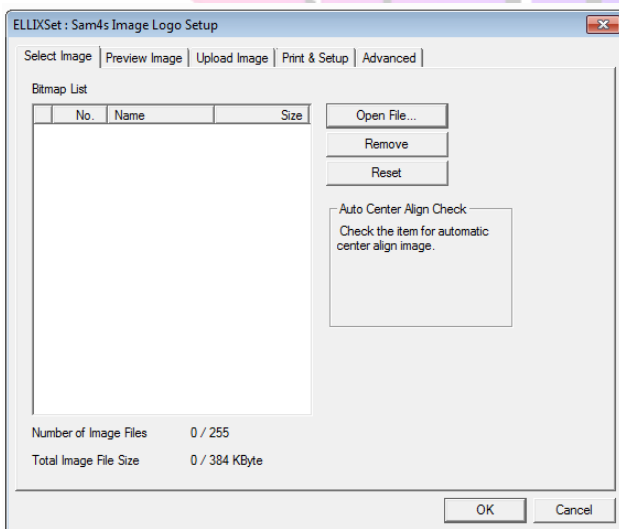 ELLIXSet : Sam4s Image Logo Setup
Select Image Preview Image Upload Image Print & Setup Advanced
Bitmap List
No. Name Size
Open File...
Remove
Reset
Auto Center Align Check
Check the item for automatic
center align image.
Number of Image Files 0 / 255
Total Image File Size 0 / 384 KByte
OK Cancel